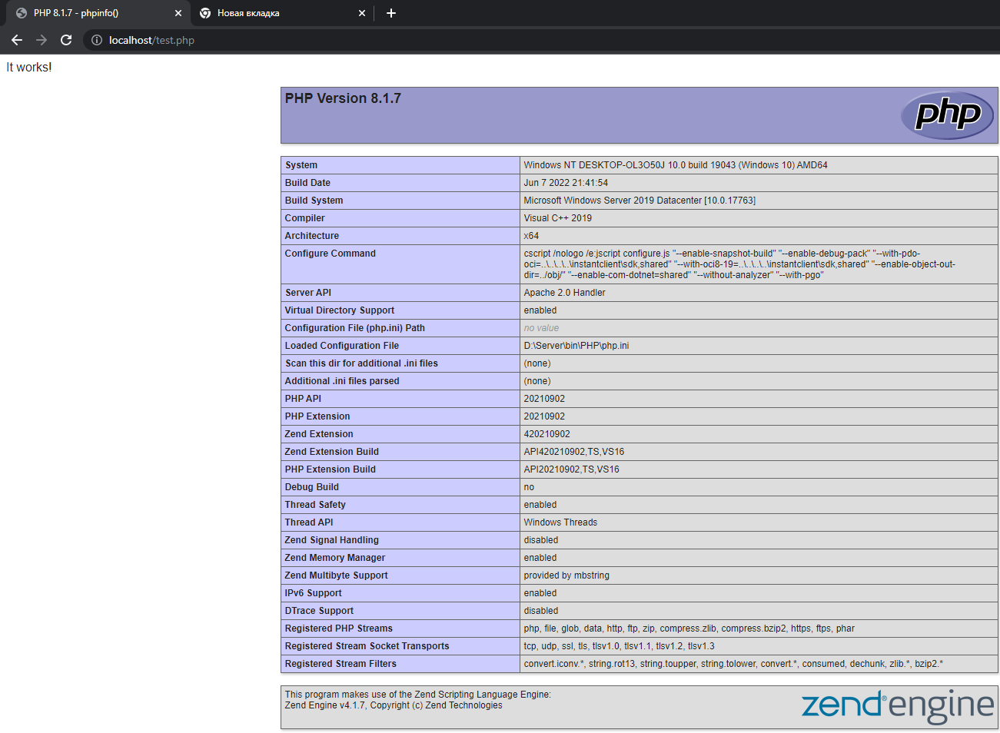 PHP 8.1.7 - phpinfo()
Новая вкладка
localhost/test.php
It works!
PHP Version 8.1.7
php
System Windows NT DESKTOP-OL3O50J 10.0 build 19043 (Windows 10) AMD64
Build Date Jun 7 2022 21:41:54
Build System Microsoft Windows Server 2019 Datacenter [10.0.17763]
Compiler Visual C++ 2019
Architecture x64
Configure Command cscript /nologo /e:jscript configure.js "--enable-snapshot-build" "--enable-debug-pack" "--with-pdo-
oci=..\..\..\..\instantclient\sdk,shared" "--with-oci8-19=..\..\..\..\instantclient\sdk,shared" "--enable-object-out-
dir=../obj/" "--enable-com-dotnet=shared" "--without-analyzer" "--with-pgo"
Server API Apache 2.0 Handler
Virtual Directory Support enabled
Configuration File (php.ini) Path no value
Loaded Configuration File D:\Server\bin\PHP\php.ini
Scan this dir for additional .ini files (none)
Additional .ini files parsed (none)
PHP API 20210902
PHP Extension 20210902
Zend Extension 420210902
Zend Extension Build API420210902,TS,VS16
PHP Extension Build API20210902,TS,VS16
Debug Build no
Thread Safety enabled
Thread API Windows Threads
Zend Signal Handling disabled
Zend Memory Manager enabled
Zend Multibyte Support provided by mbstring
IPv6 Support enabled
DTrace Support disabled
Registered PHP Streams php, file, glob, data, http, ftp, zip, compress.zlib, compress.bzip2, https, ftps, phar
Registered Stream Socket Transports tcp, udp, ssl, tls, tlsv1.0, tlsv1.1, tlsv1.2, tlsv1.3
Registered Stream Filters convert.iconv.*, string.rot13, string.toupper, string.tolower, convert.*, consumed, dechunk, zlib.*, bzip2.*
This program makes use of the Zend Scripting Language Engine:
Zend Engine v4.1.7, Copyright (c) Zend Technologies
zend® engine